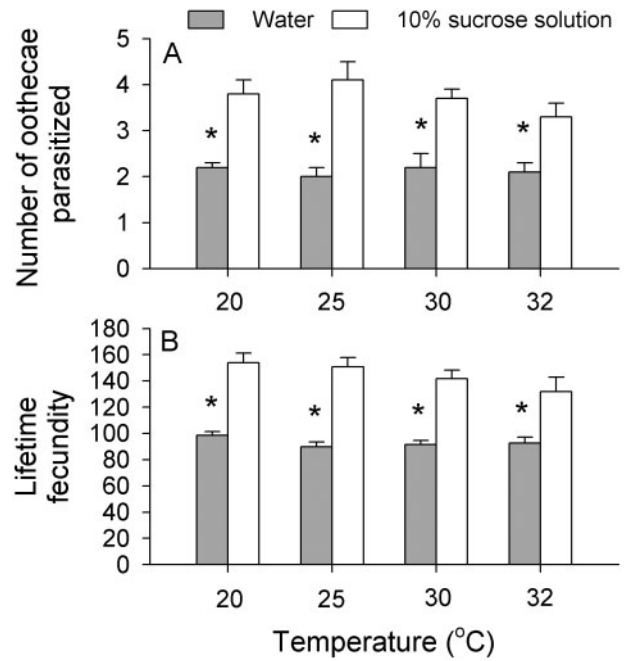 Water 10% sucrose solution
A
Number of oothecae
parasitized
5
4
3
2
1
0
* * * *
20 25 30 32
B
Lifetime
fecundity
180
160
140
120
100
80
60
40
20
0
* * * *
20 25 30 32
Temperature (°C)